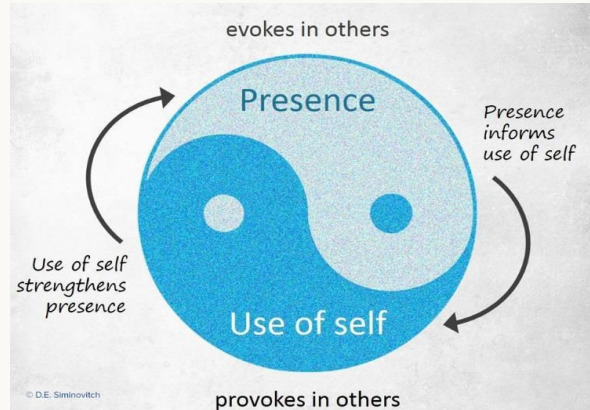 evokes in others
Presence
Presence
informs
use of self
Use of self
strengthens
presence
Use of self
© D.E. Siminovitch
provokes in others